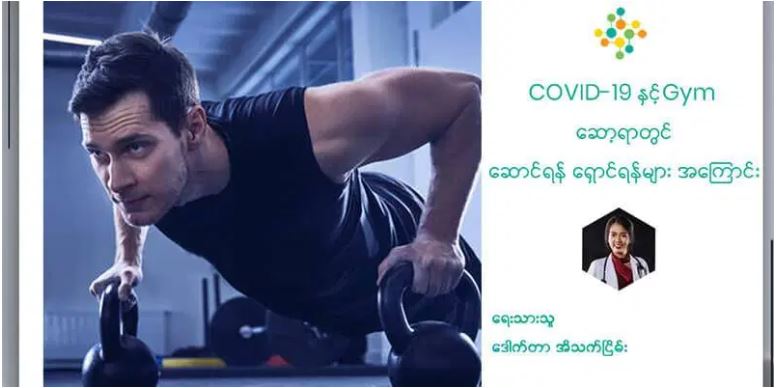 COVID-19 နှင့် Gym
ဆော့ရာတွင်
ဆောင်ရန် ရှောင်ရန်များ အကြောင်း
ရေးသားသူ
ဒေါက်တာ အိသက်ငြိမ်း